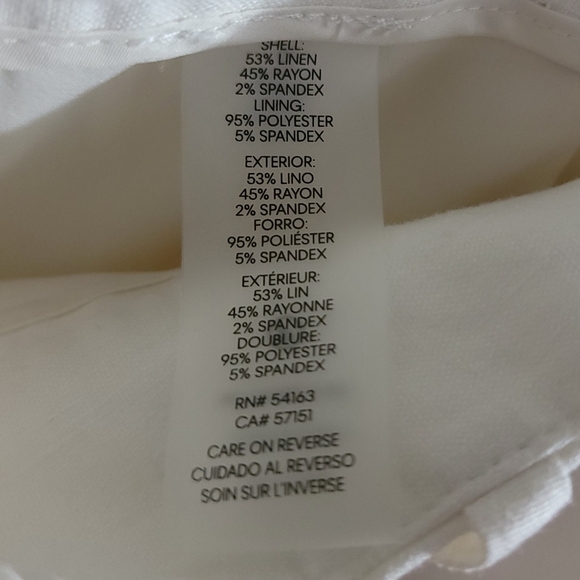 SHELL:
53% LINEN
45% RAYON
2% SPANDEX
LINING:
95% POLYESTER
5% SPANDEX
EXTERIOR:
53% LINO
45% RAYON
2% SPANDEX
FORRO:
95% POLIÉSTER
5% SPANDEX
EXTÉRIEUR:
53% LIN
45% RAYONNE
2% SPANDEX
DOUBLURE:
95% POLYESTER
5% SPANDEX
RN# 54163
CA# 57151
CARE ON REVERSE
CUIDADO AL REVERSO
SOIN SUR L'INVERSE